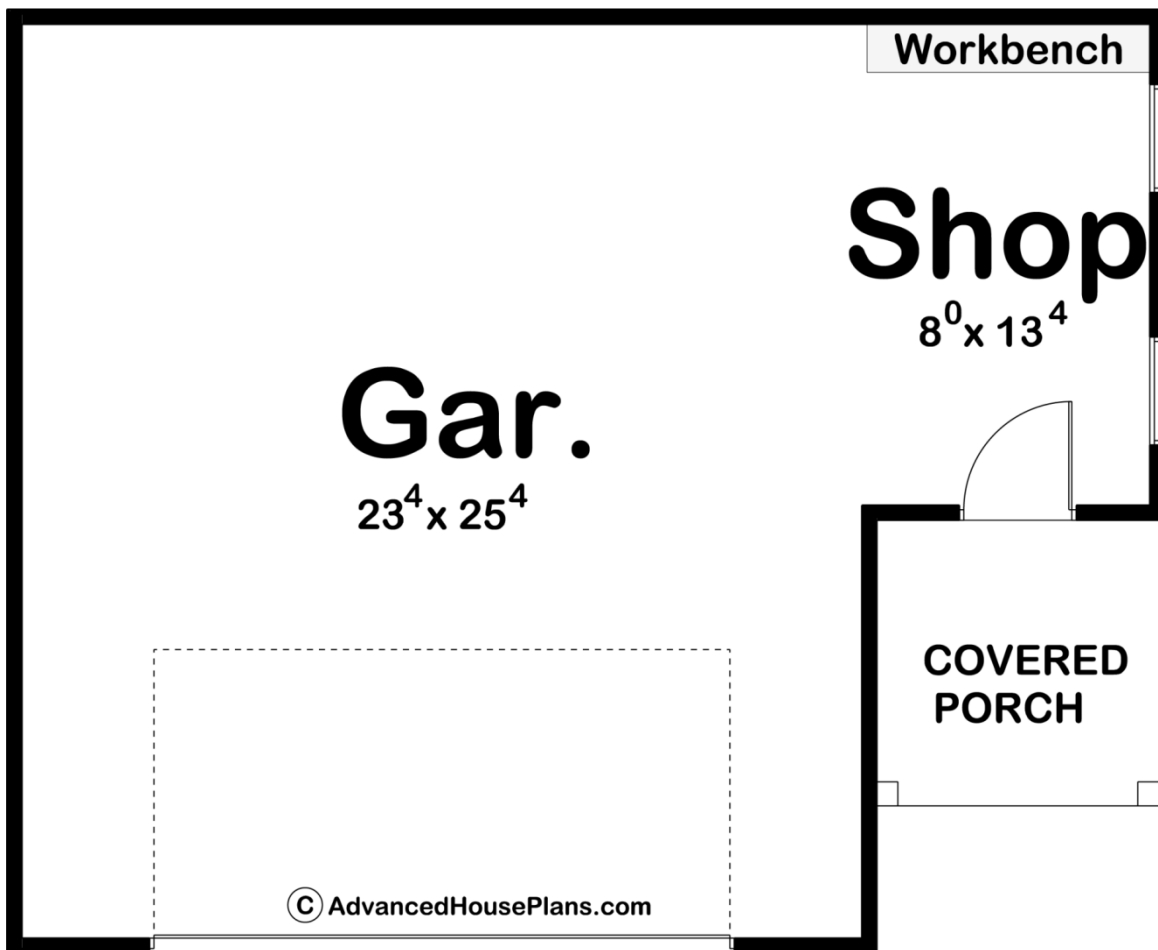 Workbench
Shop
8⁰x 13⁴
Gar.
23⁴x 25⁴
COVERED
PORCH
© AdvancedHousePlans.com